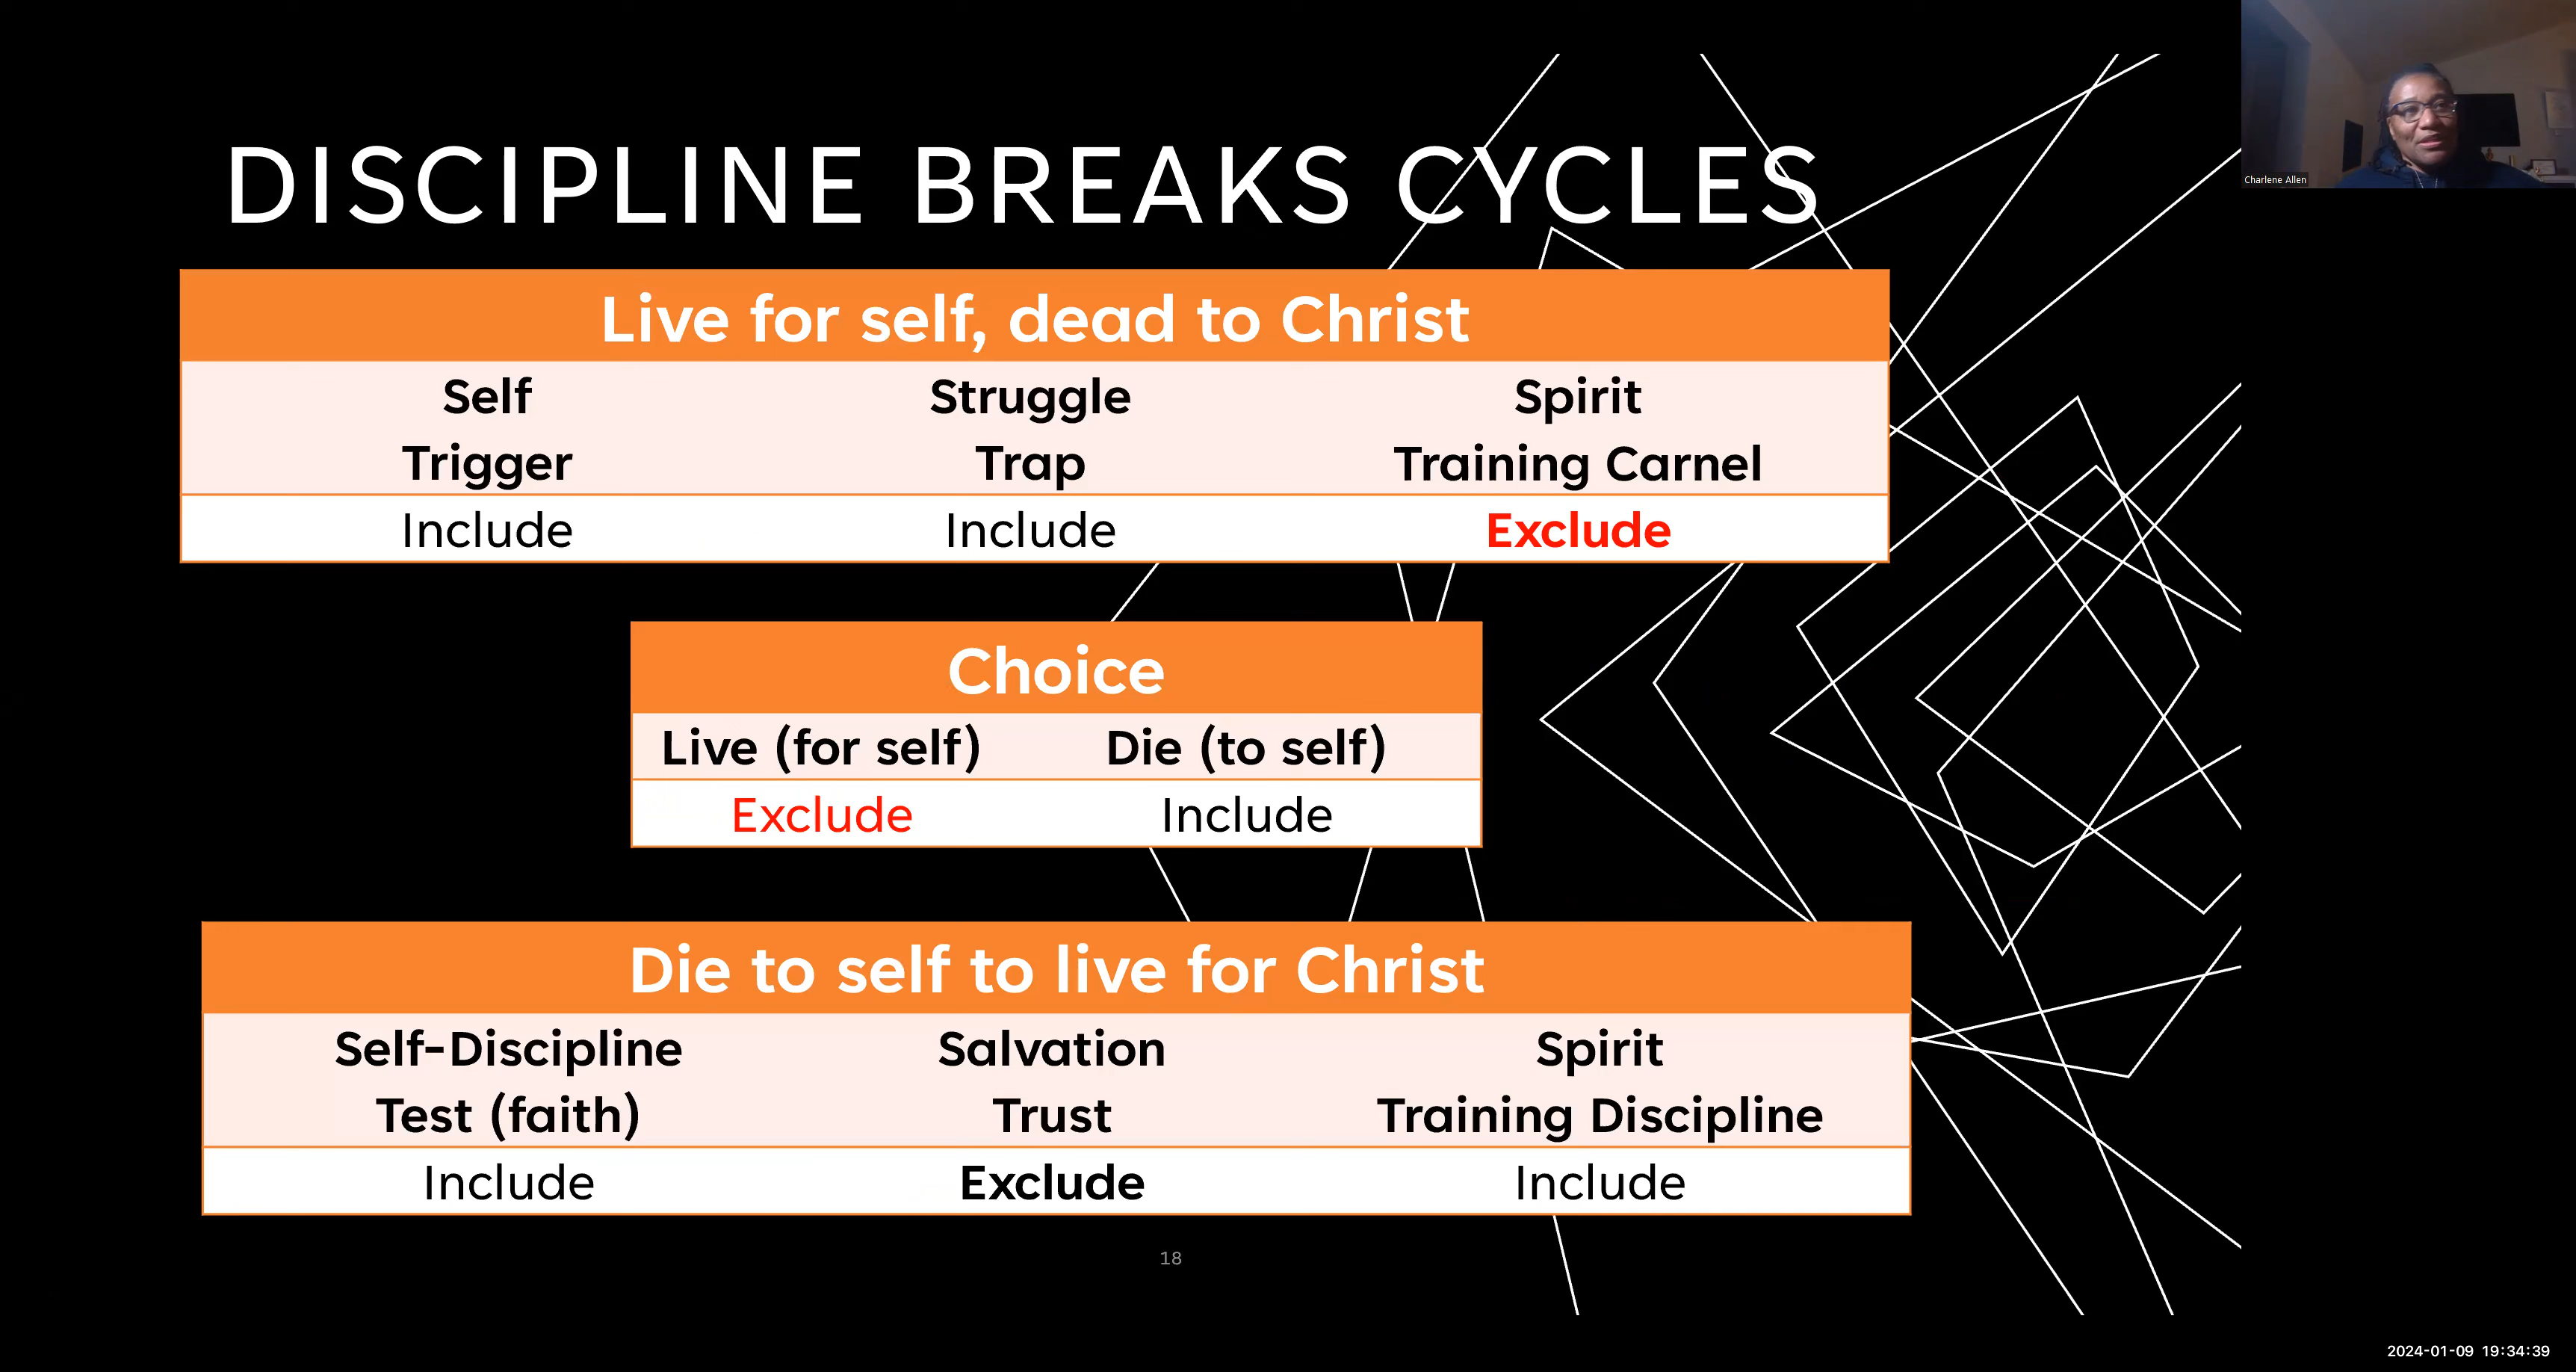 DISCIPLINE BREAKS CYCLES
Charlene Allen
Live for self, dead to Christ
Self Struggle Spirit
Trigger Trap Training Carnel
Include Include Exclude
Choice
Live (for self) Die (to self)
Exclude Include
Die to self to live for Christ
Self-Discipline Salvation Spirit
Test (faith) Trust Training Discipline
Include Exclude Include
18
2024-01-09 19:34:39